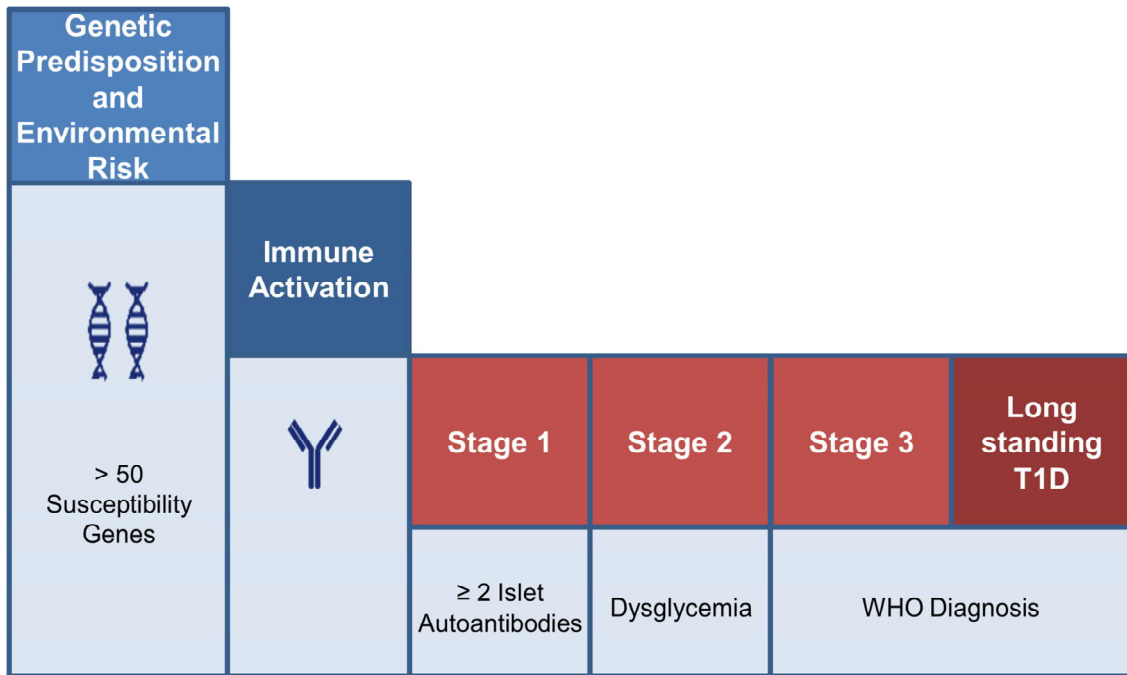 Genetic
Predisposition
and
Environmental
Risk
> 50
Susceptibility
Genes
Immune
Activation
Stage 1
≥ 2 Islet
Autoantibodies
Stage 2
Dysglycemia
Stage 3
Long
standing
T1D
WHO Diagnosis